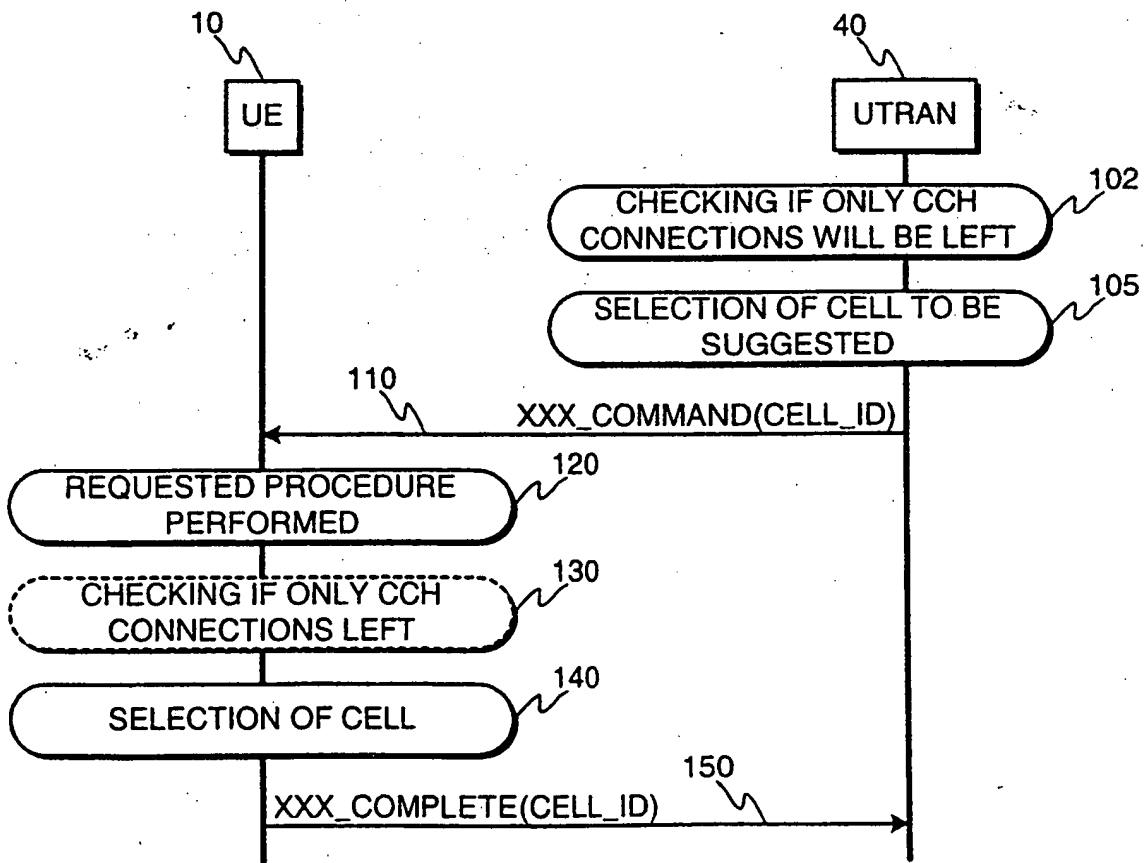 10
40
UE
UTRAN
102
CHECKING IF ONLY CCH
CONNECTIONS WILL BE LEFT
105
SELECTION OF CELL TO BE
SUGGESTED
110
XXX_COMMAND(CELL_ID)
120
REQUESTED PROCEDURE
PERFORMED
130
CHECKING IF ONLY CCH
CONNECTIONS LEFT
140
SELECTION OF CELL
150
XXX_COMPLETE(CELL_ID)